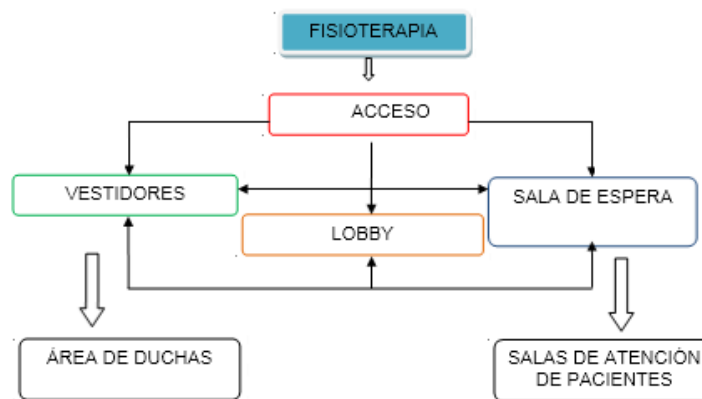 FISIOTERAPIA
ACCESO
VESTIDORES
SALA DE ESPERA
LOBBY
ÁREA DE DUCHAS
SALAS DE ATENCIÓN
DE PACIENTES